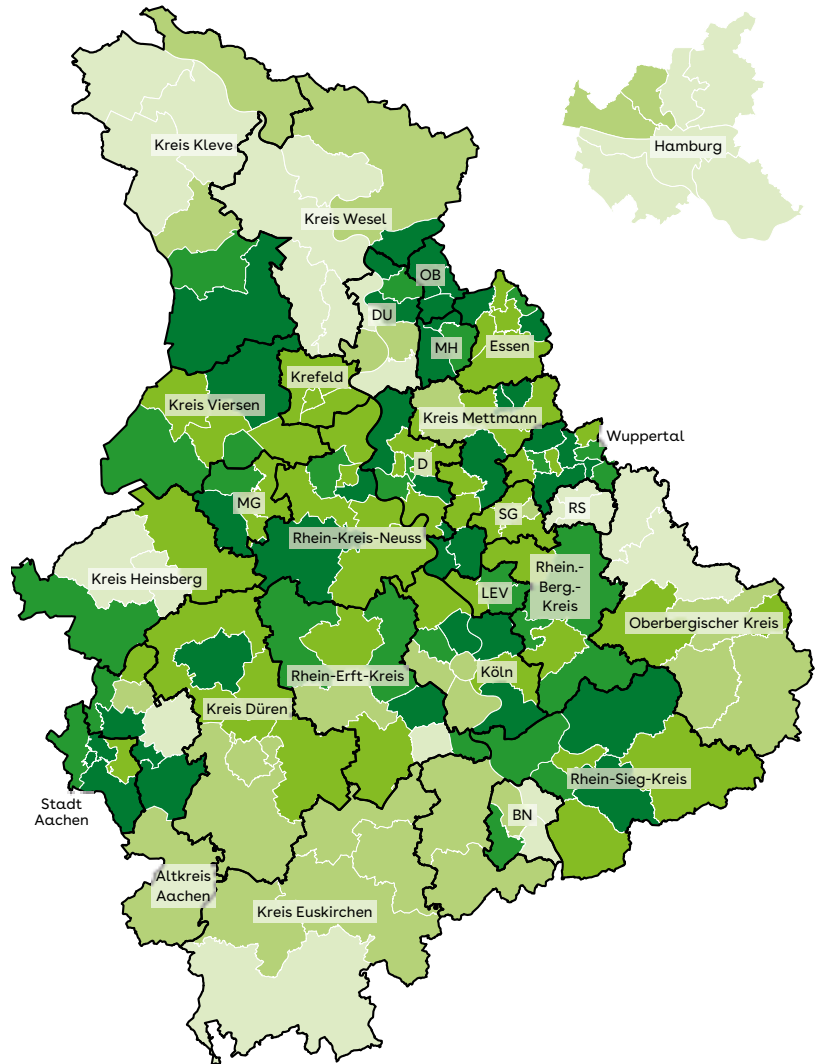 Kreis Kleve
Hamburg
Kreis Wesel
OB
DU
MH
Essen
Krefeld
Kreis Viersen
Kreis Mettmann
Wuppertal
D
MG
SG
RS
Rhein-Kreis-Neuss
Rhein.-
Berg.-
Kreis
Kreis Heinsberg
LEV
Oberbergischer Kreis
Rhein-Erft-Kreis
Köln
Kreis Düren
Rhein-Sieg-Kreis
Stadt
Aachen
BN
Altkreis
Aachen
Kreis Euskirchen